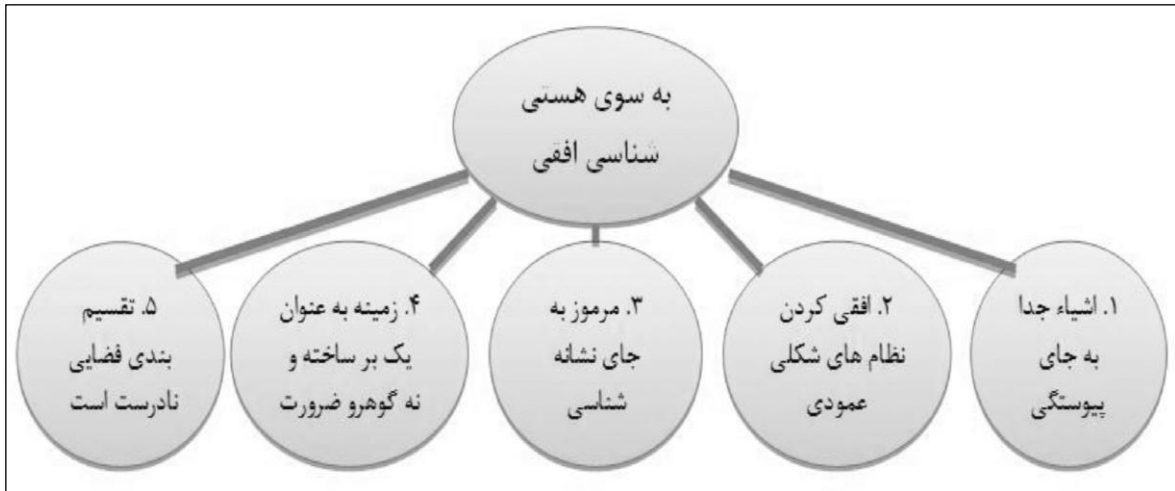 به سوی هستی
شناسی افقی
۱. اشیاء جدا
به جای
پیوستگی
۲. افقی کردن
نظام های شکلی
عمودی
۳. مرموز به
جای نشانه
شناسی
۴. زمینه به عنوان
یک بر ساخته و
نه گوهرو ضرورت
۵. تقسیم
بندی فضایی
نادرست است